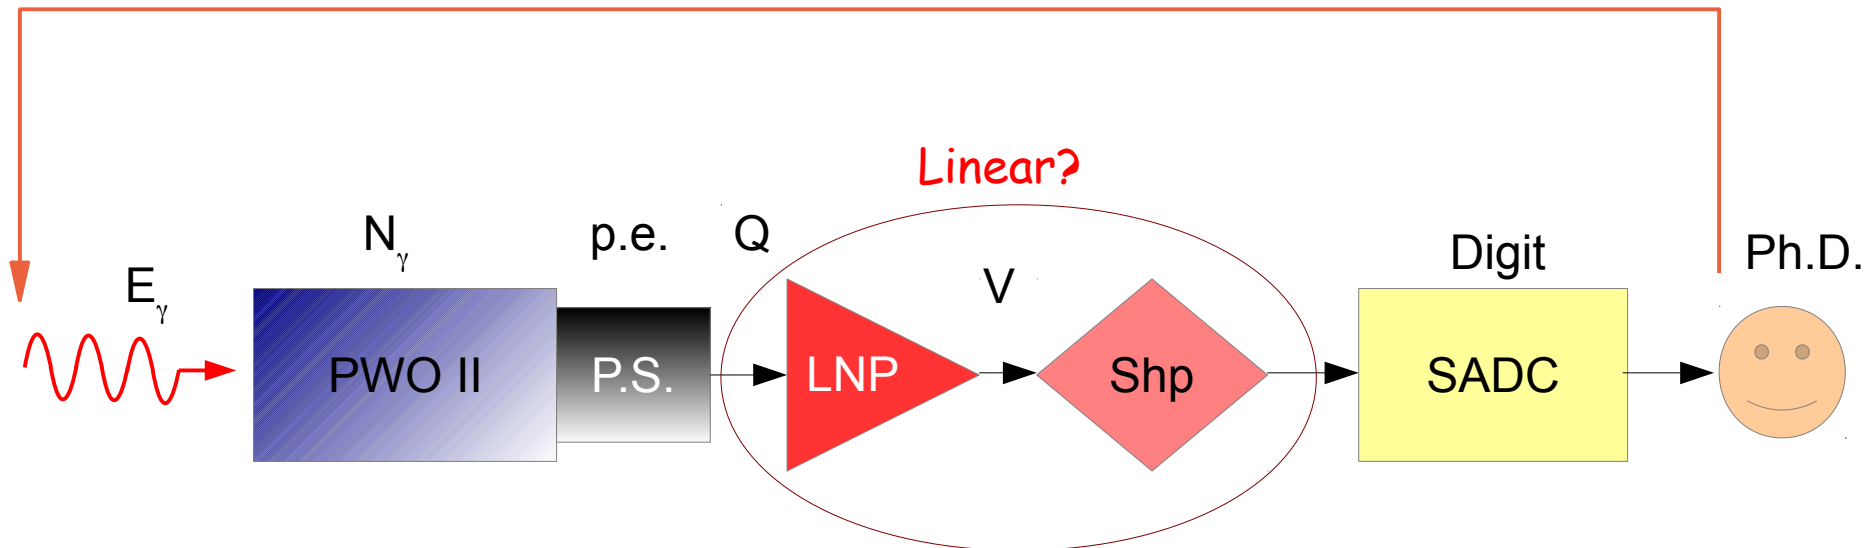 Linear?
Eγ
Nγ
p.e.
Q
V
Digit
Ph.D.
PWO II
P.S.
LNP
Shp
SADC